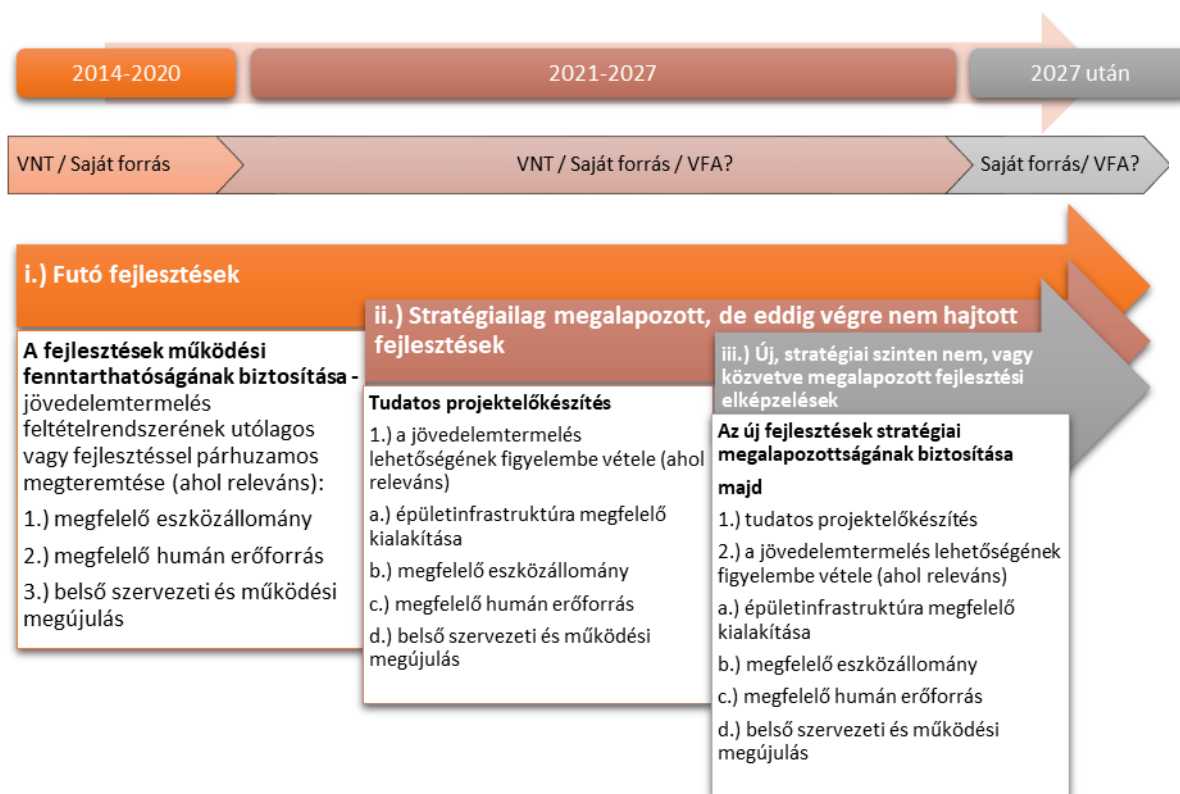 2014-2020
2021-2027
2027 után
VNT / Saját forrás
VNT / Saját forrás / VFA?
Saját forrás/ VFA?
i.) Futó fejlesztések
A fejlesztések működési
fenntarthatóságának biztosítása -
jövedelemtermelés
feltételrendszerének utólagos
vagy fejlesztéssel párhuzamos
megteremtése (ahol releváns):
1.) megfelelő eszközállomány
2.) megfelelő humán erőforrás
3.) belső szervezeti és működési
megújulás
ii.) Stratégiailag megalapozott, de eddig végre nem hajtott
fejlesztések
Tudatos projektelőkészítés
1.) a jövedelemtermelés
lehetőségének figyelembe vétele (ahol
releváns)
a.) épületinfrastruktúra megfelelő
kialakítása
b.) megfelelő eszközállomány
c.) megfelelő humán erőforrás
d.) belső szervezeti és működési
megújulás
iii.) Új, stratégiai szinten nem, vagy
közvetve megalapozott fejlesztési
elképzelések
Az új fejlesztések stratégiai
megalapozottságának biztosítása
majd
1.) tudatos projektelőkészítés
2.) a jövedelemtermelés lehetőségének
figyelembe vétele (ahol releváns)
a.) épületinfrastruktúra megfelelő
kialakítása
b.) megfelelő eszközállomány
c.) megfelelő humán erőforrás
d.) belső szervezeti és működési
megújulás